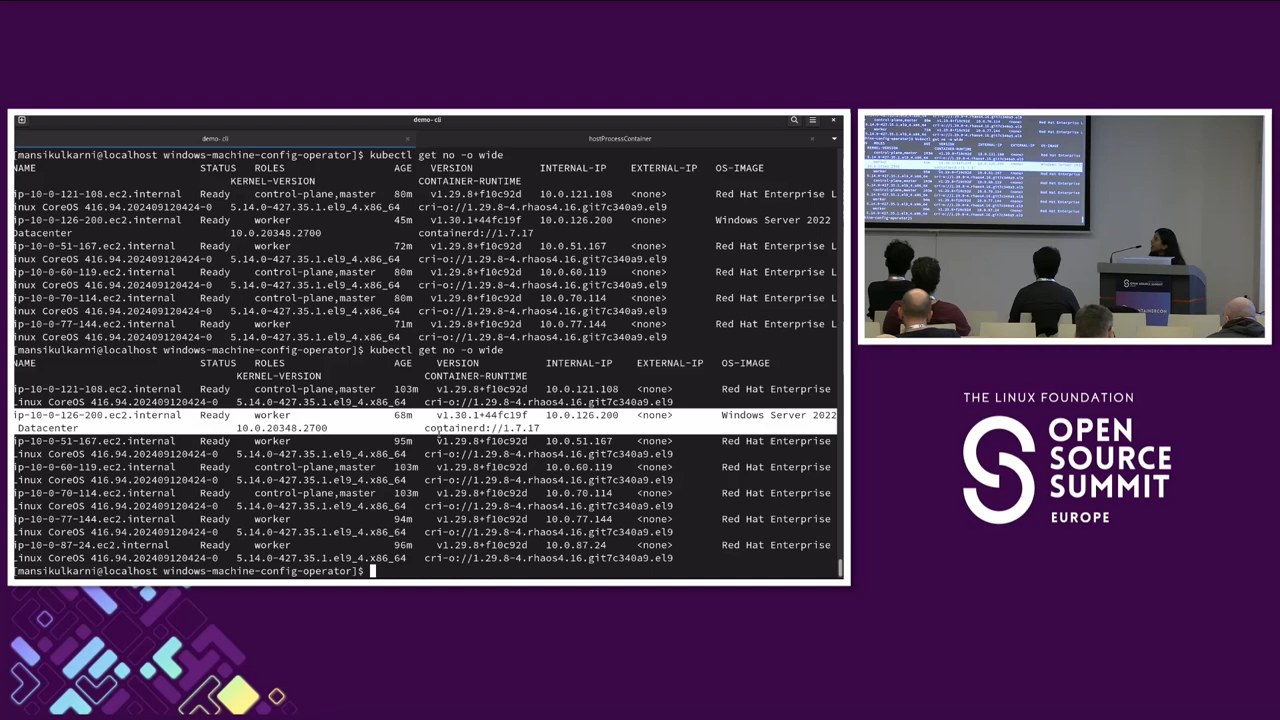 demo- cli
demo- cli
hostProcessContainer
[mansikulkarni@localhost windows-machine-config-operator]$ kubectl get no -o wide
NAME STATUS ROLES AGE VERSION INTERNAL-IP EXTERNAL-IP OS-IMAGE
KERNEL-VERSION CONTAINER-RUNTIME
ip-10-0-121-108.ec2.internal Ready control-plane,master 80m v1.29.8+f10c92d 10.0.121.108 <none> Red Hat Enterprise L
inux CoreOS 416.94.202409120424-0 5.14.0-427.35.1.el9_4.x86_64 cri-o://1.29.8-4.rhaos4.16.git7c340a9.el9
ip-10-0-126-200.ec2.internal Ready worker 45m v1.30.1+44fc19f 10.0.126.200 <none> Windows Server 2022
Datacenter 10.0.20348.2700 containerd://1.7.17
ip-10-0-51-167.ec2.internal Ready worker 72m v1.29.8+f10c92d 10.0.51.167 <none> Red Hat Enterprise L
inux CoreOS 416.94.202409120424-0 5.14.0-427.35.1.el9_4.x86_64 cri-o://1.29.8-4.rhaos4.16.git7c340a9.el9
ip-10-0-60-119.ec2.internal Ready control-plane,master 80m v1.29.8+f10c92d 10.0.60.119 <none> Red Hat Enterprise L
inux CoreOS 416.94.202409120424-0 5.14.0-427.35.1.el9_4.x86_64 cri-o://1.29.8-4.rhaos4.16.git7c340a9.el9
ip-10-0-70-114.ec2.internal Ready control-plane,master 80m v1.29.8+f10c92d 10.0.70.114 <none> Red Hat Enterprise L
inux CoreOS 416.94.202409120424-0 5.14.0-427.35.1.el9_4.x86_64 cri-o://1.29.8-4.rhaos4.16.git7c340a9.el9
ip-10-0-77-144.ec2.internal Ready worker 71m v1.29.8+f10c92d 10.0.77.144 <none> Red Hat Enterprise L
inux CoreOS 416.94.202409120424-0 5.14.0-427.35.1.el9_4.x86_64 cri-o://1.29.8-4.rhaos4.16.git7c340a9.el9
[mansikulkarni@localhost windows-machine-config-operator]$ kubectl get no -o wide
NAME STATUS ROLES AGE VERSION INTERNAL-IP EXTERNAL-IP OS-IMAGE
KERNEL-VERSION CONTAINER-RUNTIME
ip-10-0-121-108.ec2.internal Ready control-plane,master 103m v1.29.8+f10c92d 10.0.121.108 <none> Red Hat Enterprise
Linux CoreOS 416.94.202409120424-0 5.14.0-427.35.1.el9_4.x86_64 cri-o://1.29.8-4.rhaos4.16.git7c340a9.el9
ip-10-0-126-200.ec2.internal Ready worker 68m v1.30.1+44fc19f 10.0.126.200 <none> Windows Server 2022
Datacenter 10.0.20348.2700 containerd://1.7.17
ip-10-0-51-167.ec2.internal Ready worker 95m v1.29.8+f10c92d 10.0.51.167 <none> Red Hat Enterprise
Linux CoreOS 416.94.202409120424-0 5.14.0-427.35.1.el9_4.x86_64 cri-o://1.29.8-4.rhaos4.16.git7c340a9.el9
ip-10-0-60-119.ec2.internal Ready control-plane,master 103m v1.29.8+f10c92d 10.0.60.119 <none> Red Hat Enterprise
Linux CoreOS 416.94.202409120424-0 5.14.0-427.35.1.el9_4.x86_64 cri-o://1.29.8-4.rhaos4.16.git7c340a9.el9
ip-10-0-70-114.ec2.internal Ready control-plane,master 103m v1.29.8+f10c92d 10.0.70.114 <none> Red Hat Enterprise
Linux CoreOS 416.94.202409120424-0 5.14.0-427.35.1.el9_4.x86_64 cri-o://1.29.8-4.rhaos4.16.git7c340a9.el9
ip-10-0-77-144.ec2.internal Ready worker 94m v1.29.8+f10c92d 10.0.77.144 <none> Red Hat Enterprise
Linux CoreOS 416.94.202409120424-0 5.14.0-427.35.1.el9_4.x86_64 cri-o://1.29.8-4.rhaos4.16.git7c340a9.el9
ip-10-0-87-24.ec2.internal Ready worker 96m v1.29.8+f10c92d 10.0.87.24 <none> Red Hat Enterprise
Linux CoreOS 416.94.202409120424-0 5.14.0-427.35.1.el9_4.x86_64 cri-o://1.29.8-4.rhaos4.16.git7c340a9.el9
[mansikulkarni@localhost windows-machine-config-operator]$
THE LINUX FOUNDATION
OPEN
SOURCE
SUMMIT
EUROPE